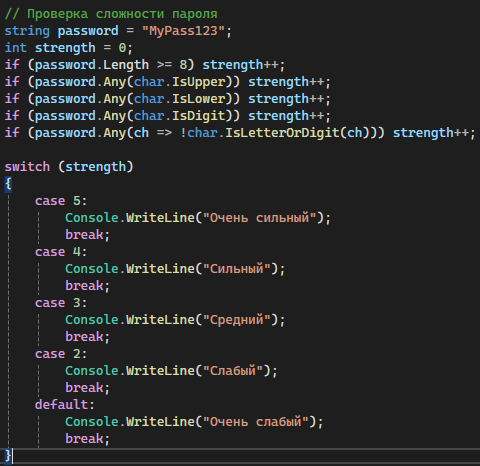 // Проверка сложности пароля
string password = "MyPass123";
int strength = 0;
if (password.Length >= 8) strength++;
if (password.Any(char.IsUpper)) strength++;
if (password.Any(char.IsLower)) strength++;
if (password.Any(char.IsDigit)) strength++;
if (password.Any(ch => !char.IsLetterOrDigit(ch))) strength++;

switch (strength)
{
    case 5:
        Console.WriteLine("Очень сильный");
        break;
    case 4:
        Console.WriteLine("Сильный");
        break;
    case 3:
        Console.WriteLine("Средний");
        break;
    case 2:
        Console.WriteLine("Слабый");
        break;
    default:
        Console.WriteLine("Очень слабый");
        break;
}